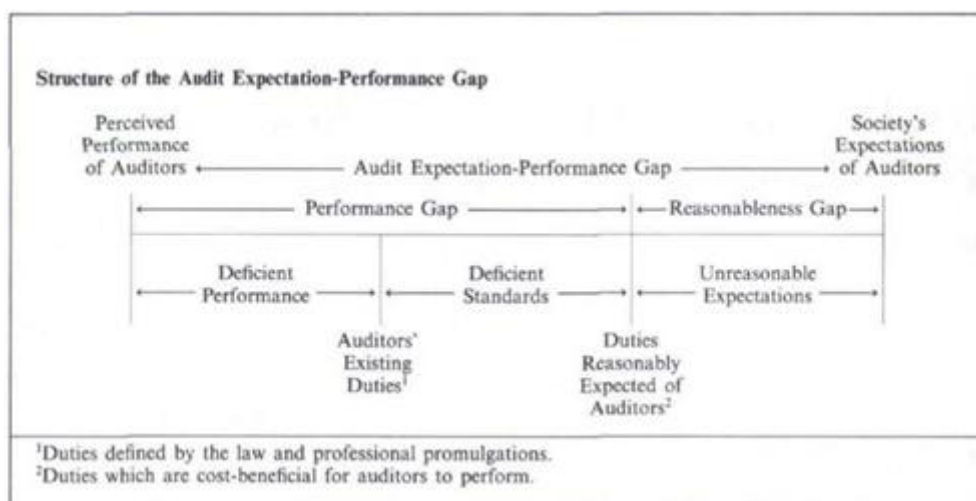 Structure of the Audit Expectation-Performance Gap
Perceived
Performance
of Auditors
Audit Expectation-Performance Gap
Society's
Expectations
of Auditors
Performance Gap
Reasonableness Gap
Deficient
Performance
Deficient
Standards
Unreasonable
Expectations
Auditors'
Existing
Duties¹
Duties
Reasonably
Expected of
Auditors²
¹Duties defined by the law and professional promulgations.
²Duties which are cost-beneficial for auditors to perform.